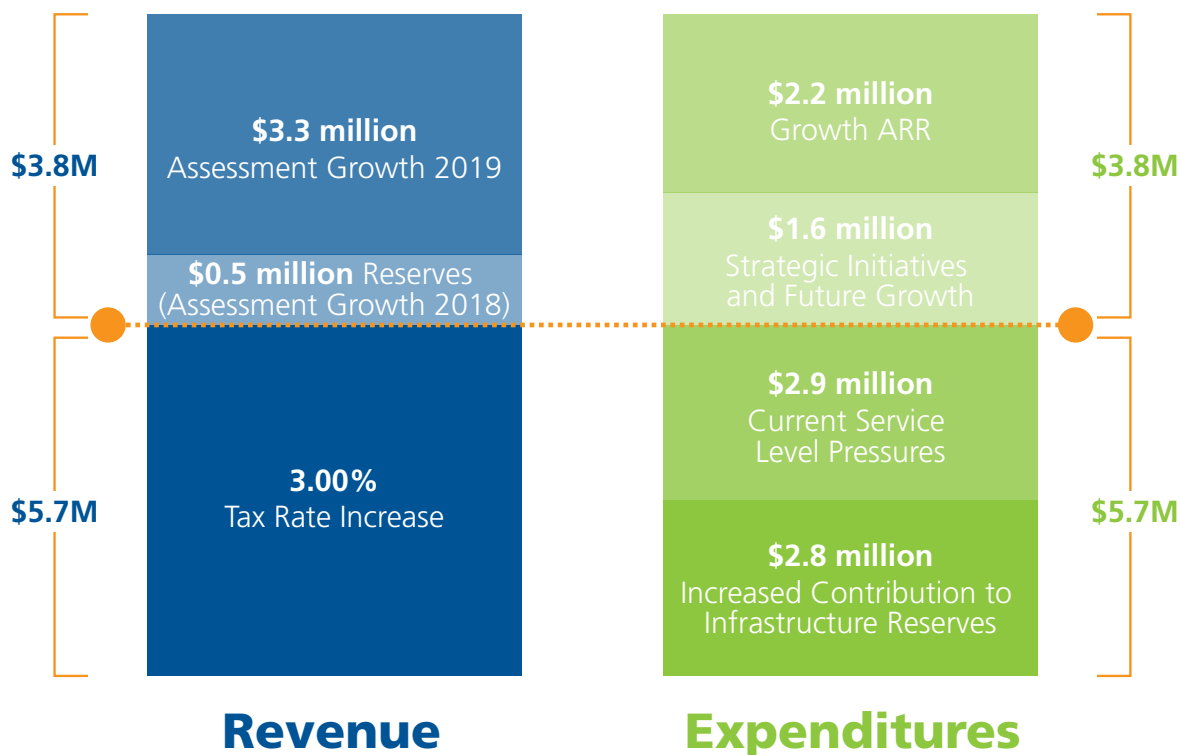 $3.8M
$3.3 million
Assessment Growth 2019
$0.5 million Reserves
(Assessment Growth 2018)
$5.7M
3.00%
Tax Rate Increase
Revenue
$2.2 million
Growth ARR
$1.6 million
Strategic Initiatives
and Future Growth
$3.8M
$2.9 million
Current Service
Level Pressures
$2.8 million
Increased Contribution to
Infrastructure Reserves
$5.7M
Expenditures